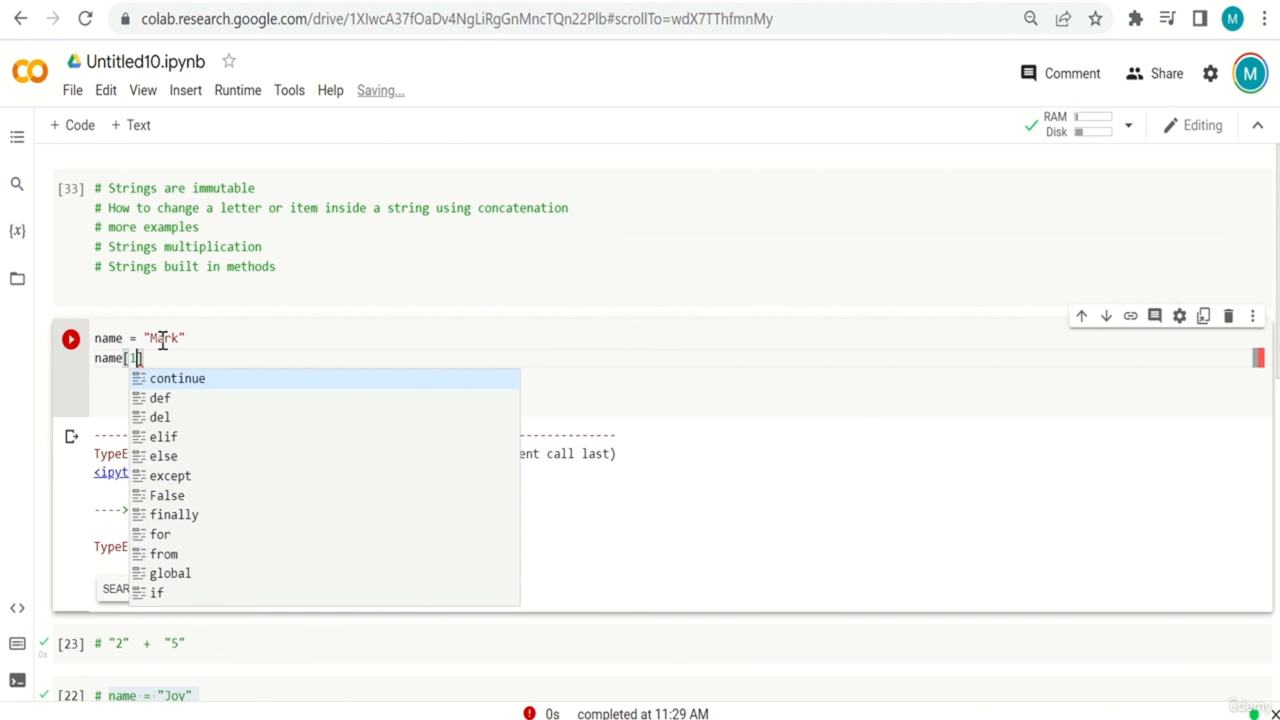 colab.research.google.com/drive/1XIwcA37fOaDv4NgLiRgGnMncTQn22Plb#scrollTo=wdX7TThfmnMy
M
Untitled10.ipynb
File Edit View Insert Runtime Tools Help Saving...
Comment Share M
+ Code + Text
RAM
Disk
Editing
[33] # Strings are immutable
# How to change a letter or item inside a string using concatenation
# more examples
# Strings multiplication
# Strings built in methods
{x}
name = "Mark"
name[1]
continue
def
del
elif
else
except
False
finally
for
from
global
if
TypeE
ent call last)
<ipyt
---->
TypeE
SEAR
[23] # "2" + "5"
0s
[22] # name = "Joy"
0s completed at 11:29 AM
ûdemy